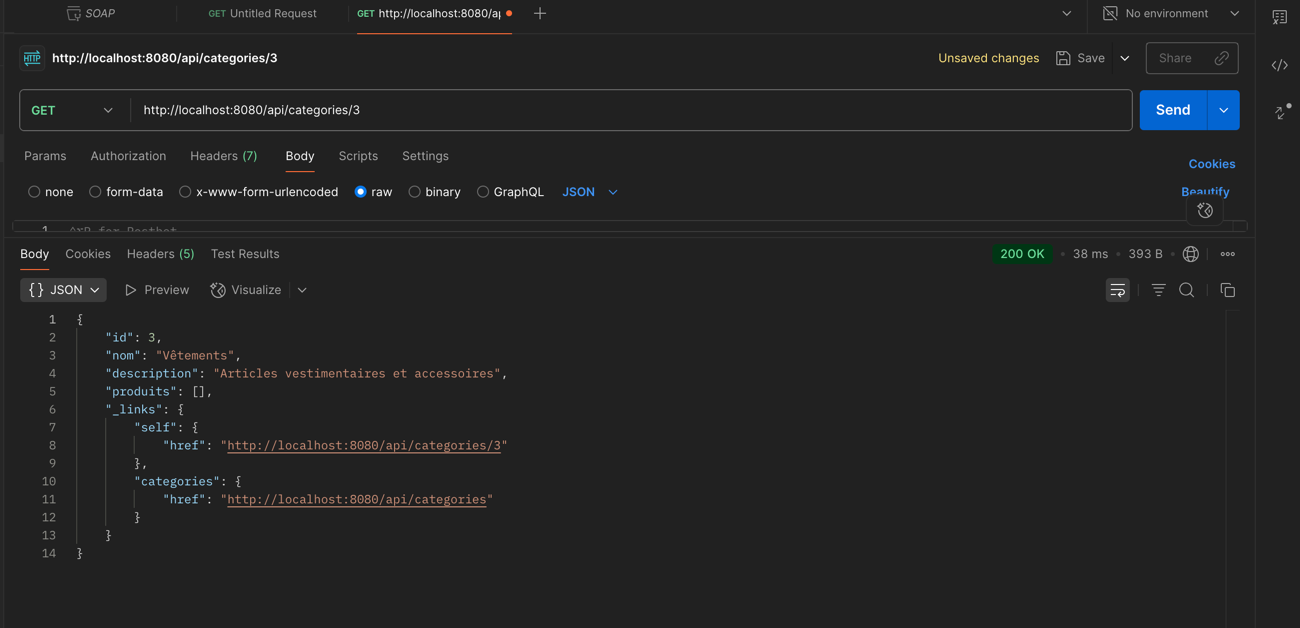 SOAP GET Untitled Request GET http://localhost:8080/ap No environment
HTTP http://localhost:8080/api/categories/3 Unsaved changes Save Share
GET http://localhost:8080/api/categories/3 Send
Params Authorization Headers (7) Body Scripts Settings Cookies
none form-data x-www-form-urlencoded raw binary GraphQL JSON Beautify
1
Body Cookies Headers (5) Test Results 200 OK • 38 ms • 393 B
{} JSON Preview Visualize
1 {
2 "id": 3,
3 "nom": "Vêtements",
4 "description": "Articles vestimentaires et accessoires",
5 "produits": [],
6 "_links": {
7 "self": {
8 "href": "http://localhost:8080/api/categories/3"
9 },
10 "categories": {
11 "href": "http://localhost:8080/api/categories"
12 }
13 }
14 }